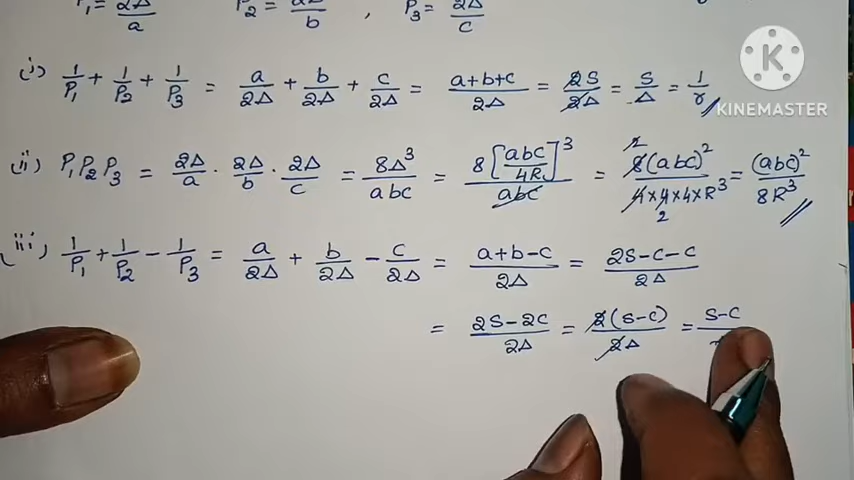 P₁ = 2Δ/a P₂ = 2Δ/b , P₃ = 2Δ/c
(i) 1/P₁ + 1/P₂ + 1/P₃ = a/2Δ + b/2Δ + c/2Δ = (a+b+c)/2Δ = 2S/2Δ = S/Δ = 1/r
K
KINEMASTER
(ii) P₁P₂P₃ = 2Δ/a · 2Δ/b · 2Δ/c = 8Δ³/abc = 8[abc/4R]³/abc = 8(abc)²/4×4×4×R³ = (abc)²/8R³
(iii) 1/P₁ + 1/P₂ - 1/P₃ = a/2Δ + b/2Δ - c/2Δ = (a+b-c)/2Δ = (2S-c-c)/2Δ
= (2S-2c)/2Δ = 2(S-c)/2Δ = S-c